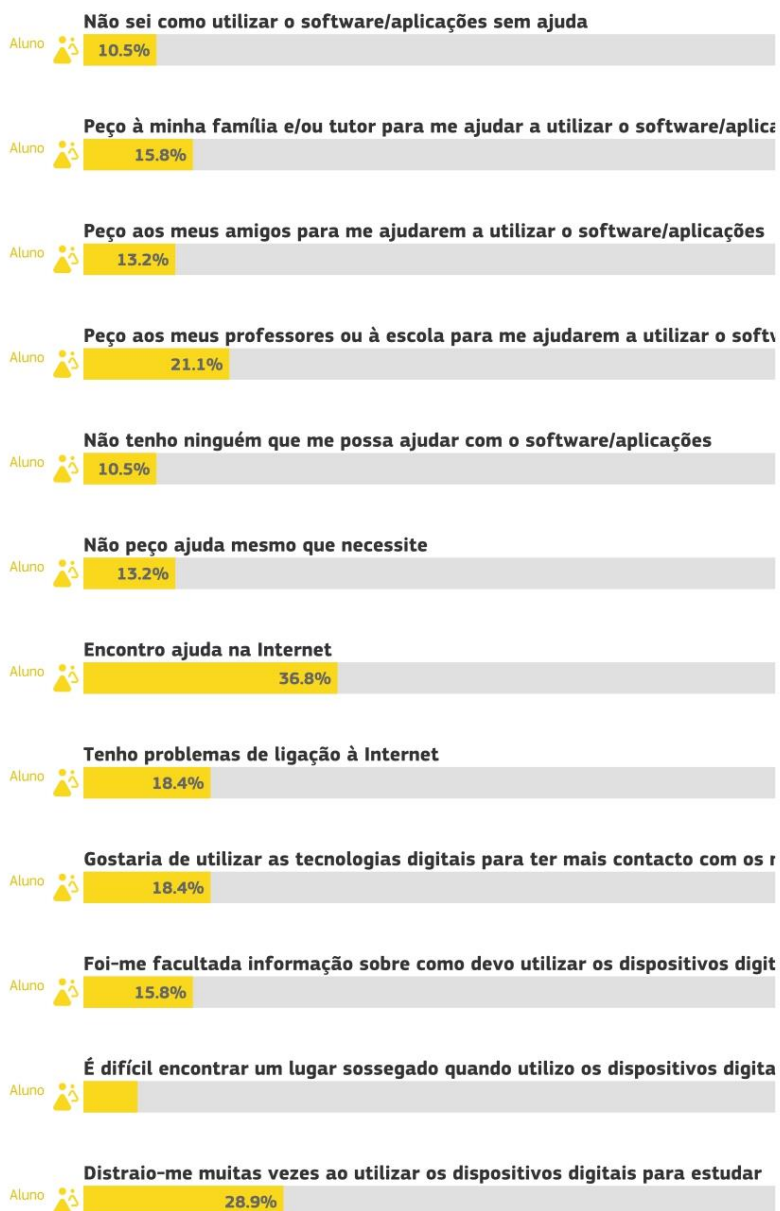 Não sei como utilizar o software/aplicações sem ajuda
Aluno 10.5%
Peço à minha família e/ou tutor para me ajudar a utilizar o software/aplica
Aluno 15.8%
Peço aos meus amigos para me ajudarem a utilizar o software/aplicações
Aluno 13.2%
Peço aos meus professores ou à escola para me ajudarem a utilizar o soft
Aluno 21.1%
Não tenho ninguém que me possa ajudar com o software/aplicações
Aluno 10.5%
Não peço ajuda mesmo que necessite
Aluno 13.2%
Encontro ajuda na Internet
Aluno 36.8%
Tenho problemas de ligação à Internet
Aluno 18.4%
Gostaria de utilizar as tecnologias digitais para ter mais contacto com os
Aluno 18.4%
Foi-me facultada informação sobre como devo utilizar os dispositivos digit
Aluno 15.8%
É difícil encontrar um lugar sossegado quando utilizo os dispositivos digita
Aluno
Distraio-me muitas vezes ao utilizar os dispositivos digitais para estudar
Aluno 28.9%